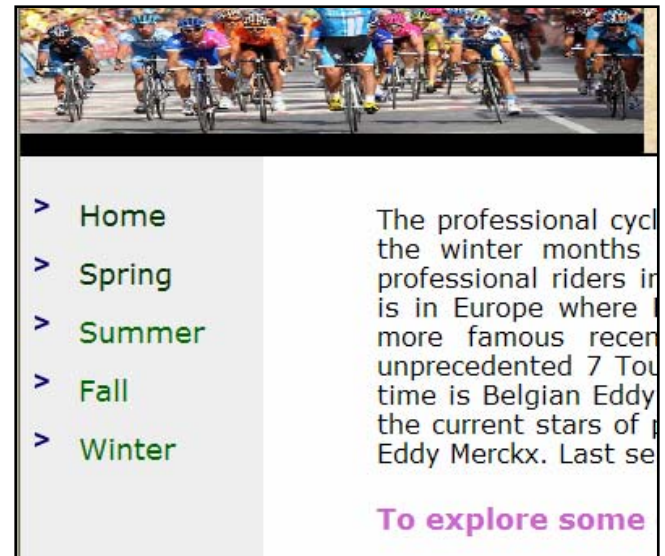 > Home
> Spring
> Summer
> Fall
> Winter
The professional cycl
the winter months
professional riders in
is in Europe where
more famous recen
unprecedented 7 Tou
time is Belgian Eddy
the current stars of
Eddy Merckx. Last se
To explore some